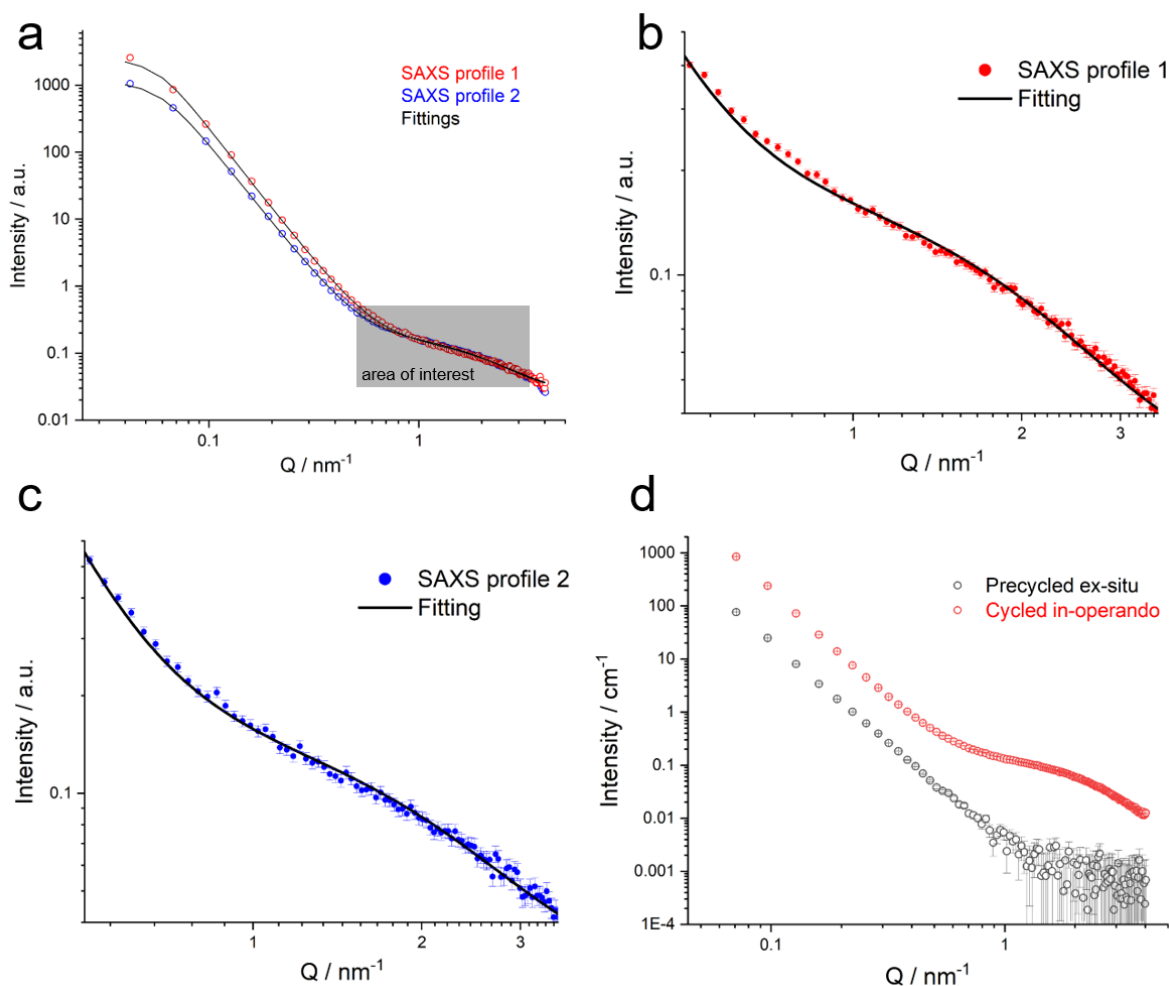 a
SAXS profile 1
SAXS profile 2
Fittings
1000
100
10
1
0.1
0.01
area of interest
0.1
1
Intensity / a.u.
Q / nm⁻¹
b
SAXS profile 1
Fitting
0.1
1
2
3
Intensity / a.u.
Q / nm⁻¹
c
SAXS profile 2
Fitting
0.1
1
2
3
Intensity / a.u.
Q / nm⁻¹
d
Precycled ex-situ
Cycled in-operando
1000
100
10
1
0.1
0.01
0.001
1E-4
0.1
1
Intensity / cm⁻¹
Q / nm⁻¹